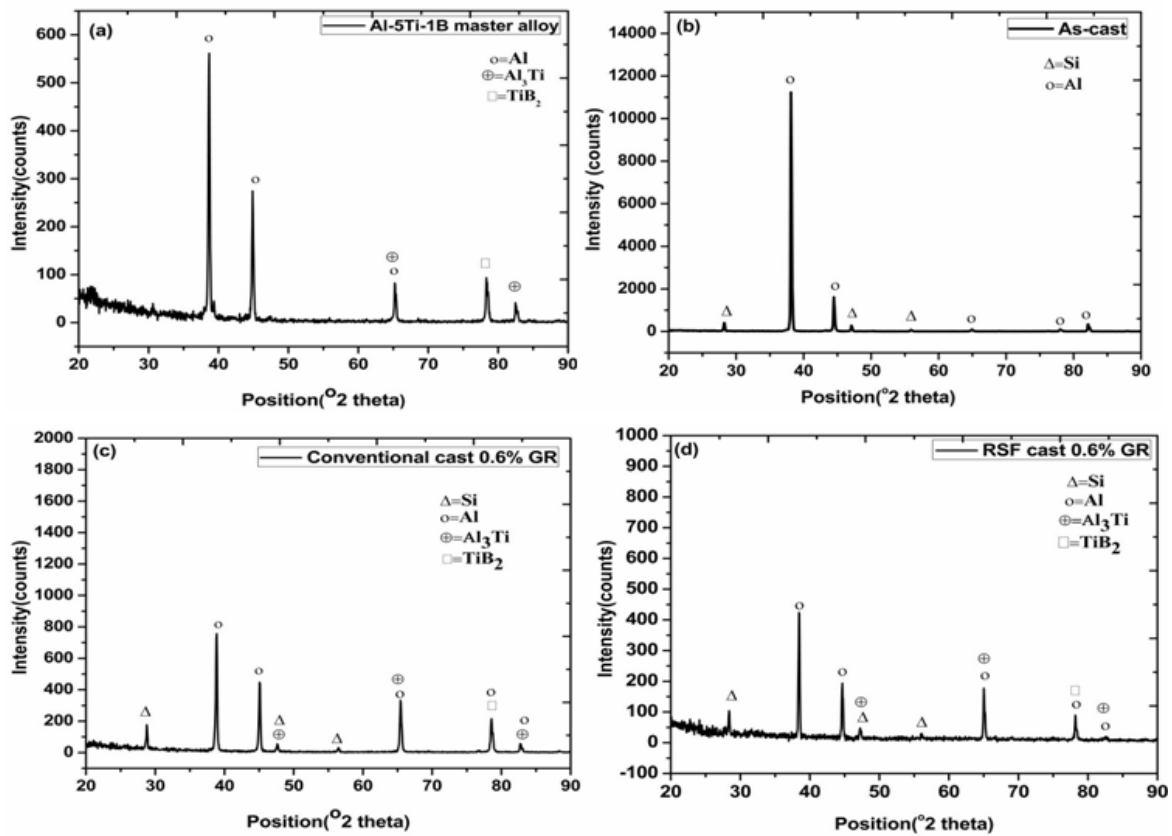 (a)
Al-5Ti-1B master alloy
o=Al
⊕=Al₃Ti
□=TiB₂
Intensity(counts)
600
500
400
300
200
100
0
o
o
⊕
o
□
⊕
20 30 40 50 60 70 80 90
Position(°2 theta)
(b)
As-cast
Δ=Si
o=Al
Intensity (counts)
15000
14000
12000
10000
8000
6000
4000
2000
0
Δ
o
o
Δ
Δ
o
o
o
20 30 40 50 60 70 80 90
Position(°2 theta)
(c)
Conventional cast 0.6% GR
Δ=Si
o=Al
⊕=Al₃Ti
□=TiB₂
Intensity(counts)
2000
1800
1600
1400
1200
1000
800
600
400
200
0
Δ
o
o
Δ
⊕
Δ
⊕
o
o
□
o
⊕
20 30 40 50 60 70 80 90
Position(°2 theta)
(d)
RSF cast 0.6% GR
Δ=Si
o=Al
⊕=Al₃Ti
□=TiB₂
Intensity(counts)
1000
900
800
700
600
500
400
300
200
100
0
-100
Δ
o
o
⊕
Δ
Δ
⊕
o
□
o
⊕
o
20 30 40 50 60 70 80 90
Position(°2 theta)